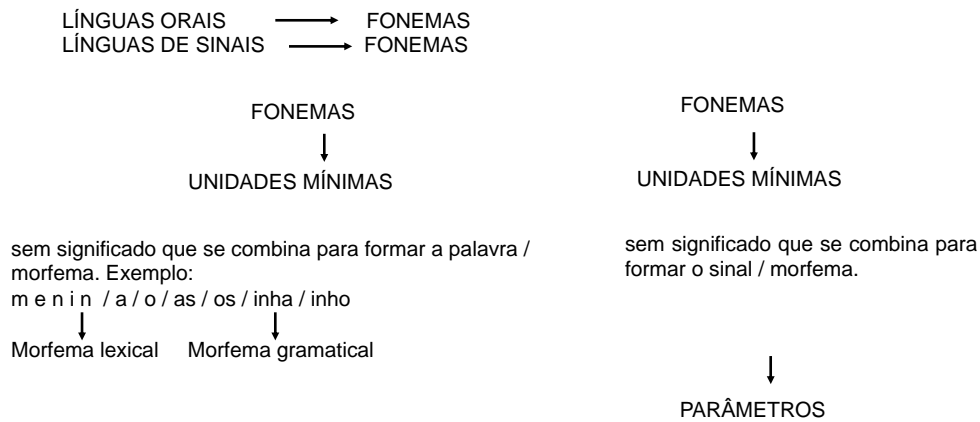 LÍNGUAS ORAIS FONEMAS
LÍNGUAS DE SINAIS FONEMAS
FONEMAS
UNIDADES MÍNIMAS
sem significado que se combina para formar a palavra /
morfema. Exemplo:
m e n i n / a / o / as / os / inha / inho
Morfema lexical Morfema gramatical
FONEMAS
UNIDADES MÍNIMAS
sem significado que se combina para
formar o sinal / morfema.
PARÂMETROS